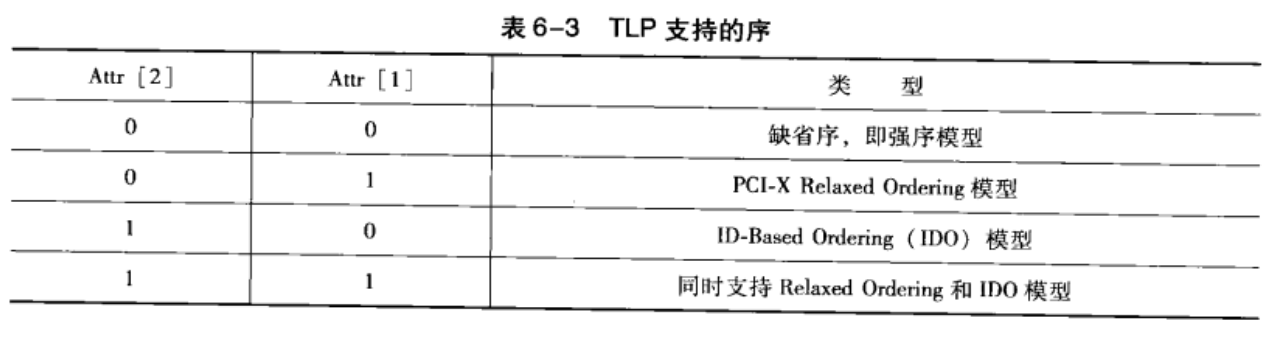 表 6-3 TLP 支持的序
Attr [2] Attr [1] 类 型
0 0 缺省序，即强序模型
0 1 PCI-X Relaxed Ordering 模型
1 0 ID-Based Ordering（IDO）模型
1 1 同时支持 Relaxed Ordering 和 IDO 模型